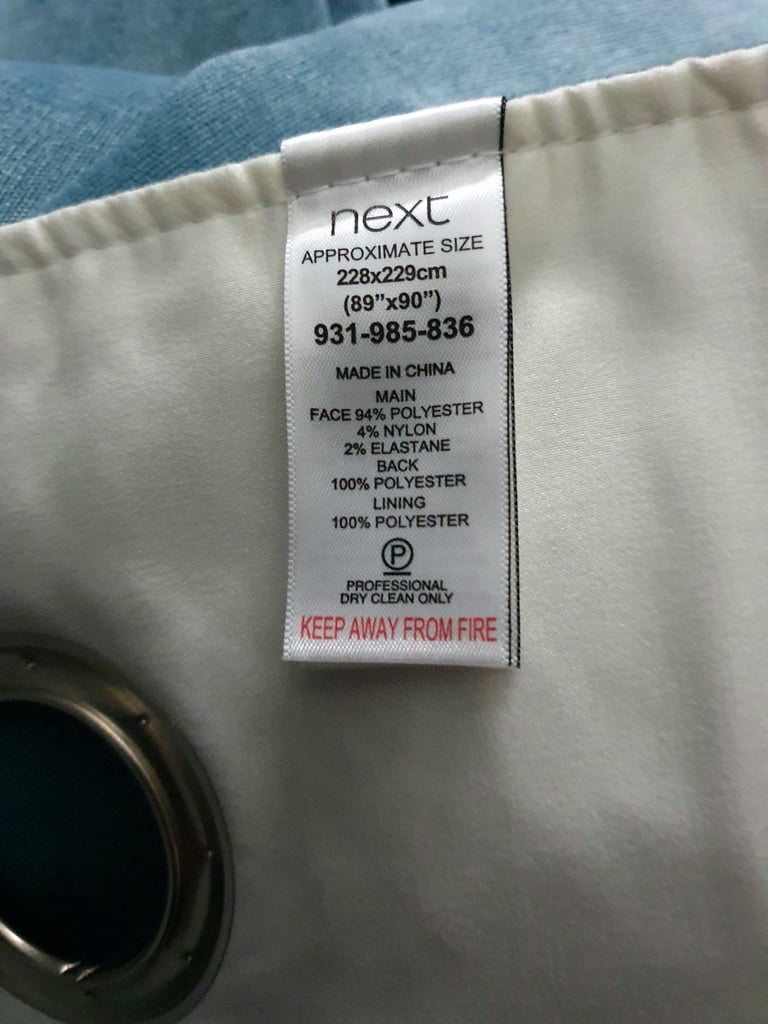 next
APPROXIMATE SIZE
228x229cm
(89”x90”)
931-985-836
MADE IN CHINA
MAIN
FACE 94% POLYESTER
4% NYLON
2% ELASTANE
BACK
100% POLYESTER
LINING
100% POLYESTER
P
PROFESSIONAL
DRY CLEAN ONLY
KEEP AWAY FROM FIRE